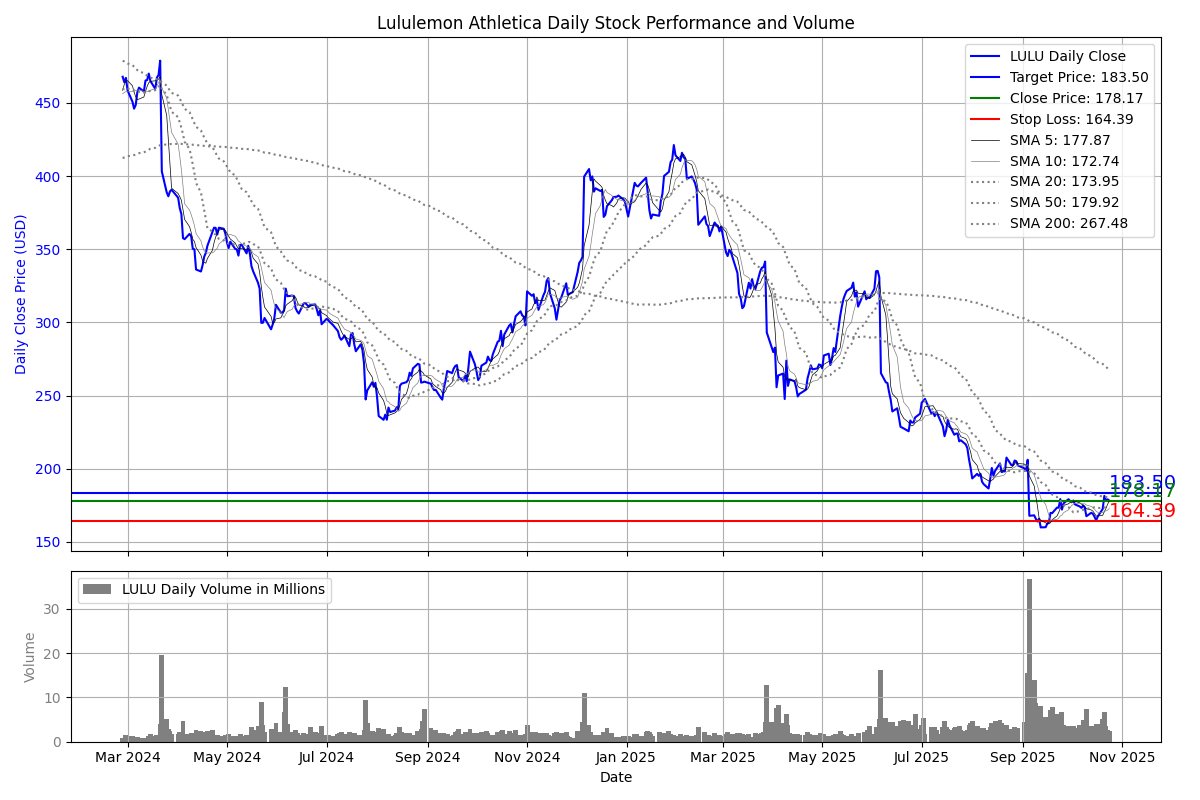 Lululemon Athletica Daily Stock Performance and Volume
Daily Close Price (USD)
450
400
350
300
250
200
150
LULU Daily Close
Target Price: 183.50
Close Price: 178.17
Stop Loss: 164.39
SMA 5: 177.87
SMA 10: 172.74
SMA 20: 173.95
SMA 50: 179.92
SMA 200: 267.48
183.50
178.17
164.39
LULU Daily Volume in Millions
Volume
30
20
10
0
Mar 2024 May 2024 Jul 2024 Sep 2024 Nov 2024 Jan 2025 Mar 2025 May 2025 Jul 2025 Sep 2025 Nov 2025
Date